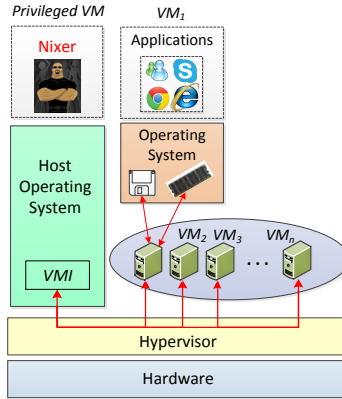 Privileged VM
VM1
Nixer
Applications
Host
Operating
System
Operating
System
VMI
VM2
VM3
...
VMn
Hypervisor
Hardware